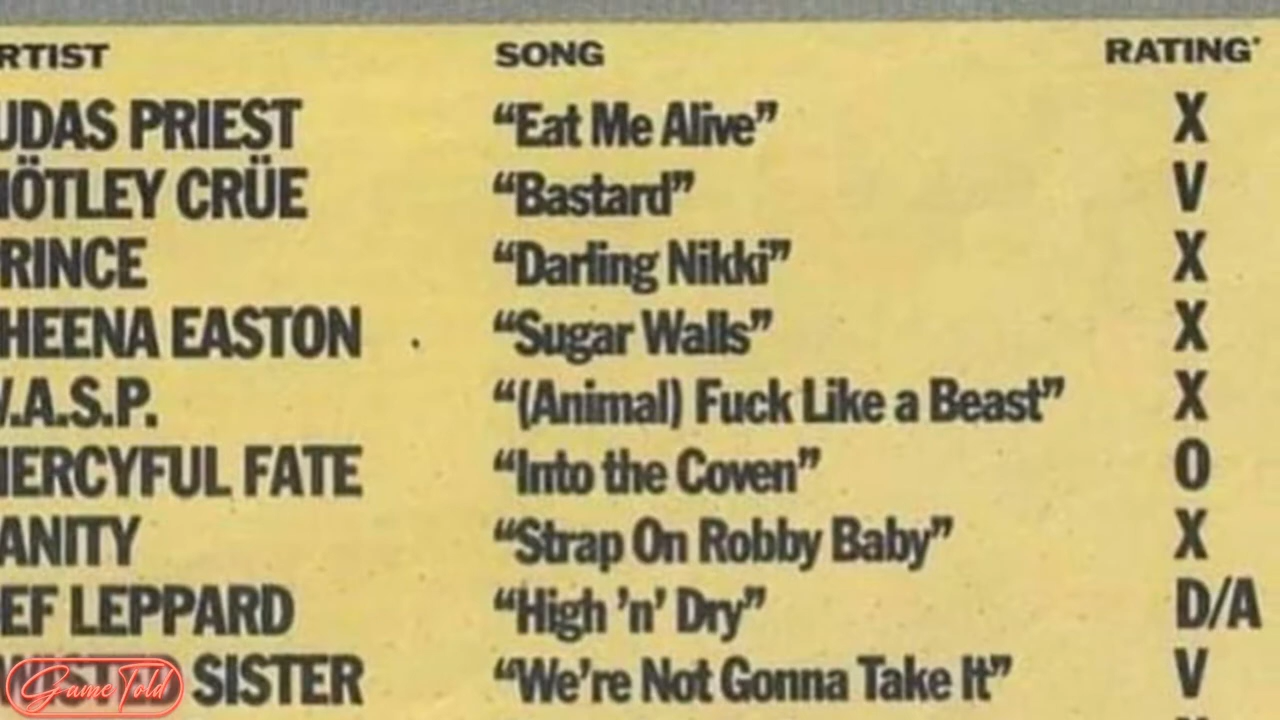 RTIST SONG RATING*
UDAS PRIEST “Eat Me Alive” X
ÖTLEY CRÜE “Bastard” V
RINCE “Darling Nikki” X
HEENA EASTON “Sugar Walls” X
.A.S.P. “(Animal) Fuck Like a Beast” X
ERCYFUL FATE “Into the Coven” O
ANITY “Strap On Robby Baby” X
EF LEPPARD “High ’n’ Dry” D/A
WISTED SISTER “We’re Not Gonna Take It” V
Game Told